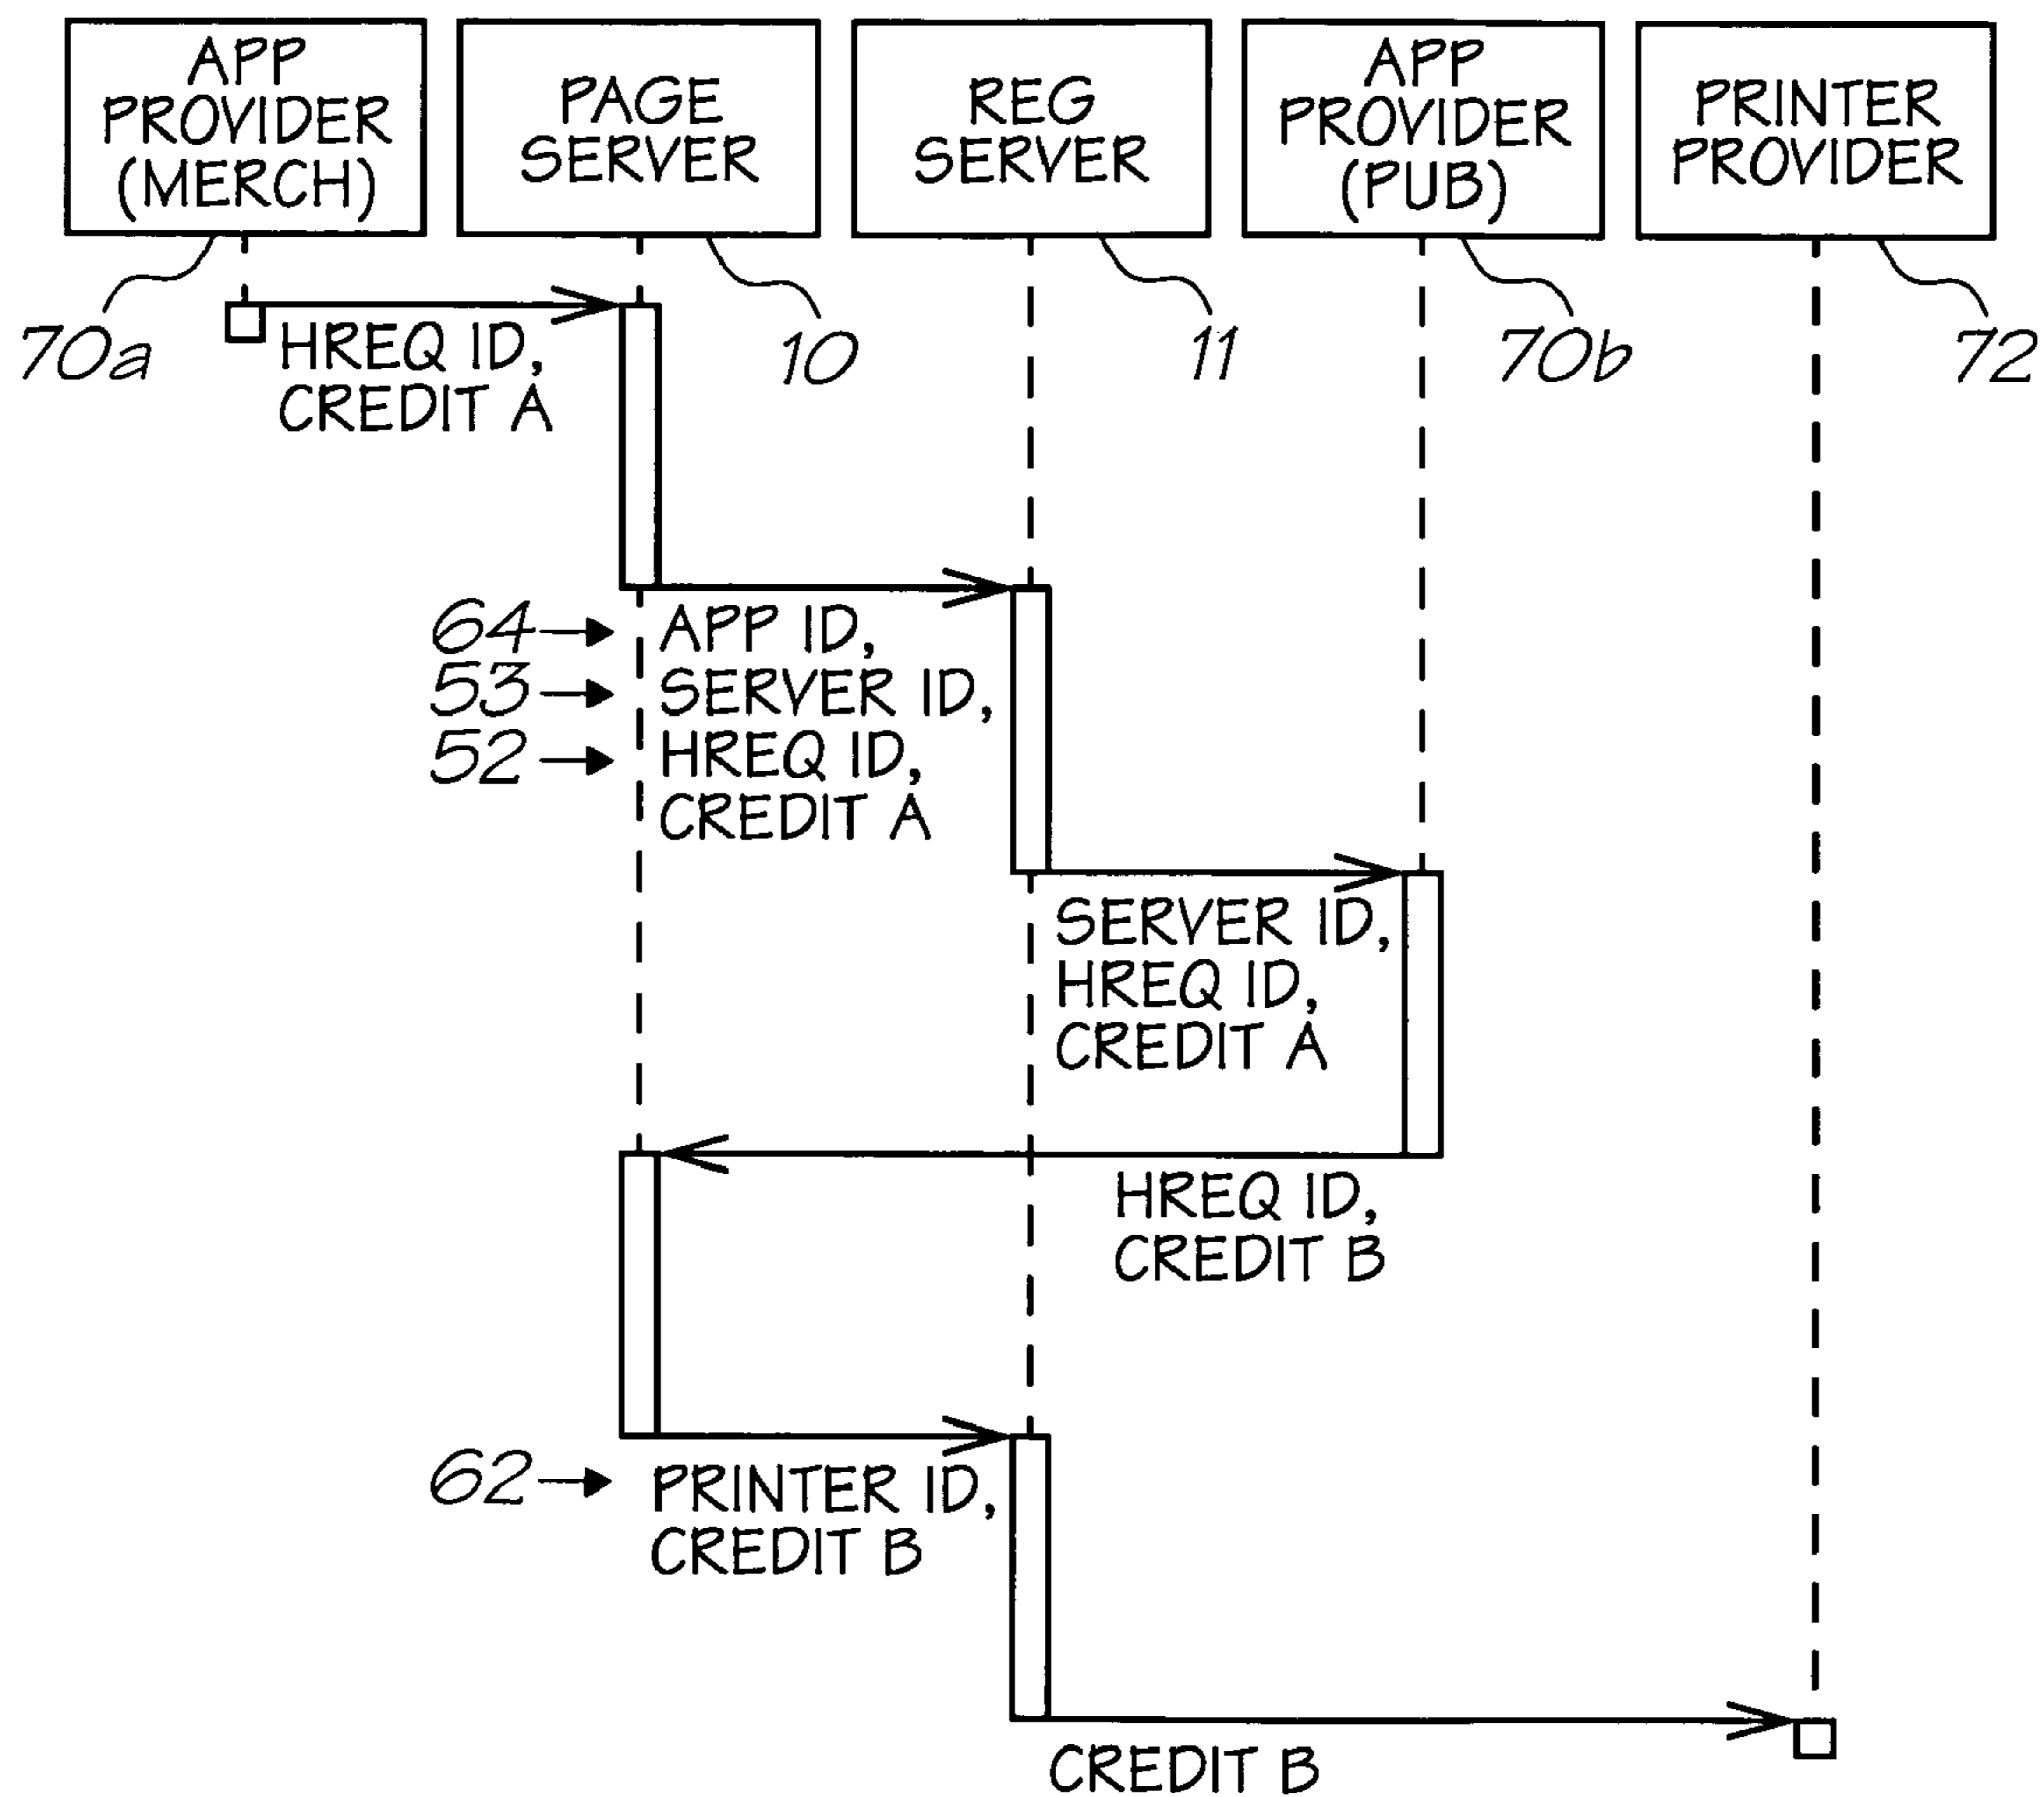 APP
PROVIDER
(MERCH)
PAGE
SERVER
REG
SERVER
APP
PROVIDER
(PUB)
PRINTER
PROVIDER
70a
10
11
70b
72
HREQ ID,
CREDIT A
64
APP ID,
53
SERVER ID,
52
HREQ ID,
CREDIT A
SERVER ID,
HREQ ID,
CREDIT A
HREQ ID,
CREDIT B
62
PRINTER ID,
CREDIT B
CREDIT B